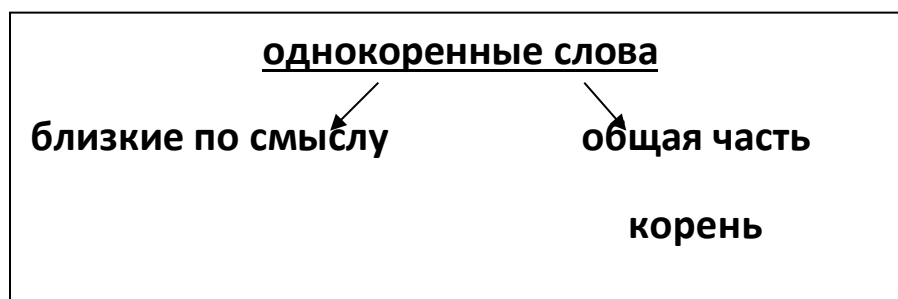 однокоренные слова
близкие по смыслу общая часть
корень